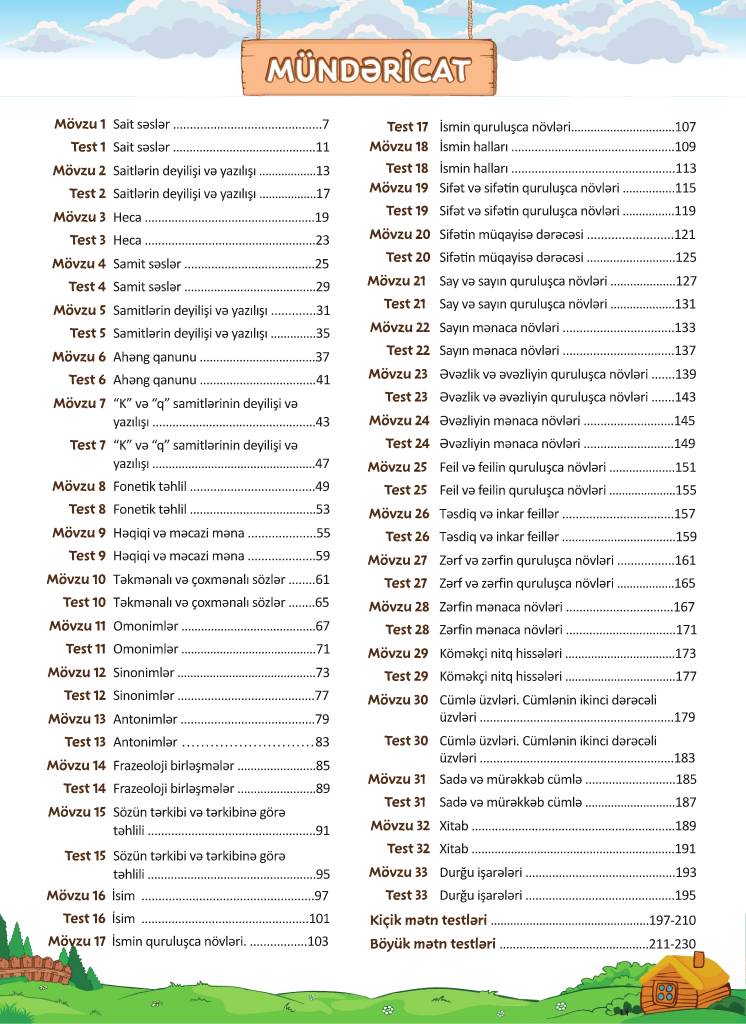 MÜNDƏRİCAT
Mövzu 1 Sait səslər ............................................7
Test 1 Sait səslər ..........................................11
Mövzu 2 Saitlərin deyilişi və yazılışı .................13
Test 2 Saitlərin deyilişi və yazılışı .................17
Mövzu 3 Heca ..................................................19
Test 3 Heca ..................................................23
Mövzu 4 Samit səslər .......................................25
Test 4 Samit səslər .......................................29
Mövzu 5 Samitlərin deyilişi və yazılışı .............31
Test 5 Samitlərin deyilişi və yazılışı .............35
Mövzu 6 Ahəng qanunu ..................................37
Test 6 Ahəng qanunu ..................................41
Mövzu 7 “K” və “q” samitlərinin deyilişi və
yazılışı ................................................43
Test 7 “K” və “q” samitlərinin deyilişi və
yazılışı ................................................47
Mövzu 8 Fonetik təhlil .....................................49
Test 8 Fonetik təhlil .....................................53
Mövzu 9 Həqiqi və məcazi məna ....................55
Test 9 Həqiqi və məcazi məna ....................59
Mövzu 10 Təkmənalı və çoxmənalı sözlər ........61
Test 10 Təkmənalı və çoxmənalı sözlər ........65
Mövzu 11 Omonimlər ........................................67
Test 11 Omonimlər ........................................71
Mövzu 12 Sinonimlər .........................................73
Test 12 Sinonimlər .........................................77
Mövzu 13 Antonimlər ........................................79
Test 13 Antonimlər ...........................83
Mövzu 14 Frazeoloji birləşmələr .......................85
Test 14 Frazeoloji birləşmələr .......................89
Mövzu 15 Sözün tərkibi və tərkibinə görə
təhlili ..................................................91
Test 15 Sözün tərkibi və tərkibinə görə
təhlili ..................................................95
Mövzu 16 İsim ...................................................97
Test 16 İsim .................................................101
Mövzu 17 İsmin quruluşca növləri. .................103
Test 17 İsmin quruluşca növləri...............................107
Mövzu 18 İsmin halları ................................................109
Test 18 İsmin halları ................................................113
Mövzu 19 Sifət və sifətin quruluşca növləri ...............115
Test 19 Sifət və sifətin quruluşca növləri ...............119
Mövzu 20 Sifətin müqayisə dərəcəsi ..........................121
Test 20 Sifətin müqayisə dərəcəsi ..........................125
Mövzu 21 Say və sayın quruluşca növləri ...................127
Test 21 Say və sayın quruluşca növləri ...................131
Mövzu 22 Sayın mənaca növləri .................................133
Test 22 Sayın mənaca növləri .................................137
Mövzu 23 Əvəzlik və əvəzliyin quruluşca növləri .......139
Test 23 Əvəzlik və əvəzliyin quruluşca növləri .......143
Mövzu 24 Əvəzliyin mənaca növləri ...........................145
Test 24 Əvəzliyin mənaca növləri ...........................149
Mövzu 25 Feil və feilin quruluşca növləri ...................151
Test 25 Feil və feilin quruluşca növləri ...................155
Mövzu 26 Təsdiq və inkar feillər .................................157
Test 26 Təsdiq və inkar feillər .................................159
Mövzu 27 Zərf və zərfin quruluşca növləri .................161
Test 27 Zərf və zərfin quruluşca növləri .................165
Mövzu 28 Zərfin mənaca növləri ................................167
Test 28 Zərfin mənaca növləri ................................171
Mövzu 29 Köməkçi nitq hissələri ................................173
Test 29 Köməkçi nitq hissələri ................................177
Mövzu 30 Cümlə üzvləri. Cümlənin ikinci dərəcəli
üzvləri ..........................................................179
Test 30 Cümlə üzvləri. Cümlənin ikinci dərəcəli
üzvləri ..........................................................183
Mövzu 31 Sadə və mürəkkəb cümlə ...........................185
Test 31 Sadə və mürəkkəb cümlə ...........................187
Mövzu 32 Xitab ............................................................189
Test 32 Xitab ............................................................191
Mövzu 33 Durğu işarələri ............................................193
Test 33 Durğu işarələri ............................................195
Kiçik mətn testləri ...............................................197-210
Böyük mətn testləri .............................................211-230